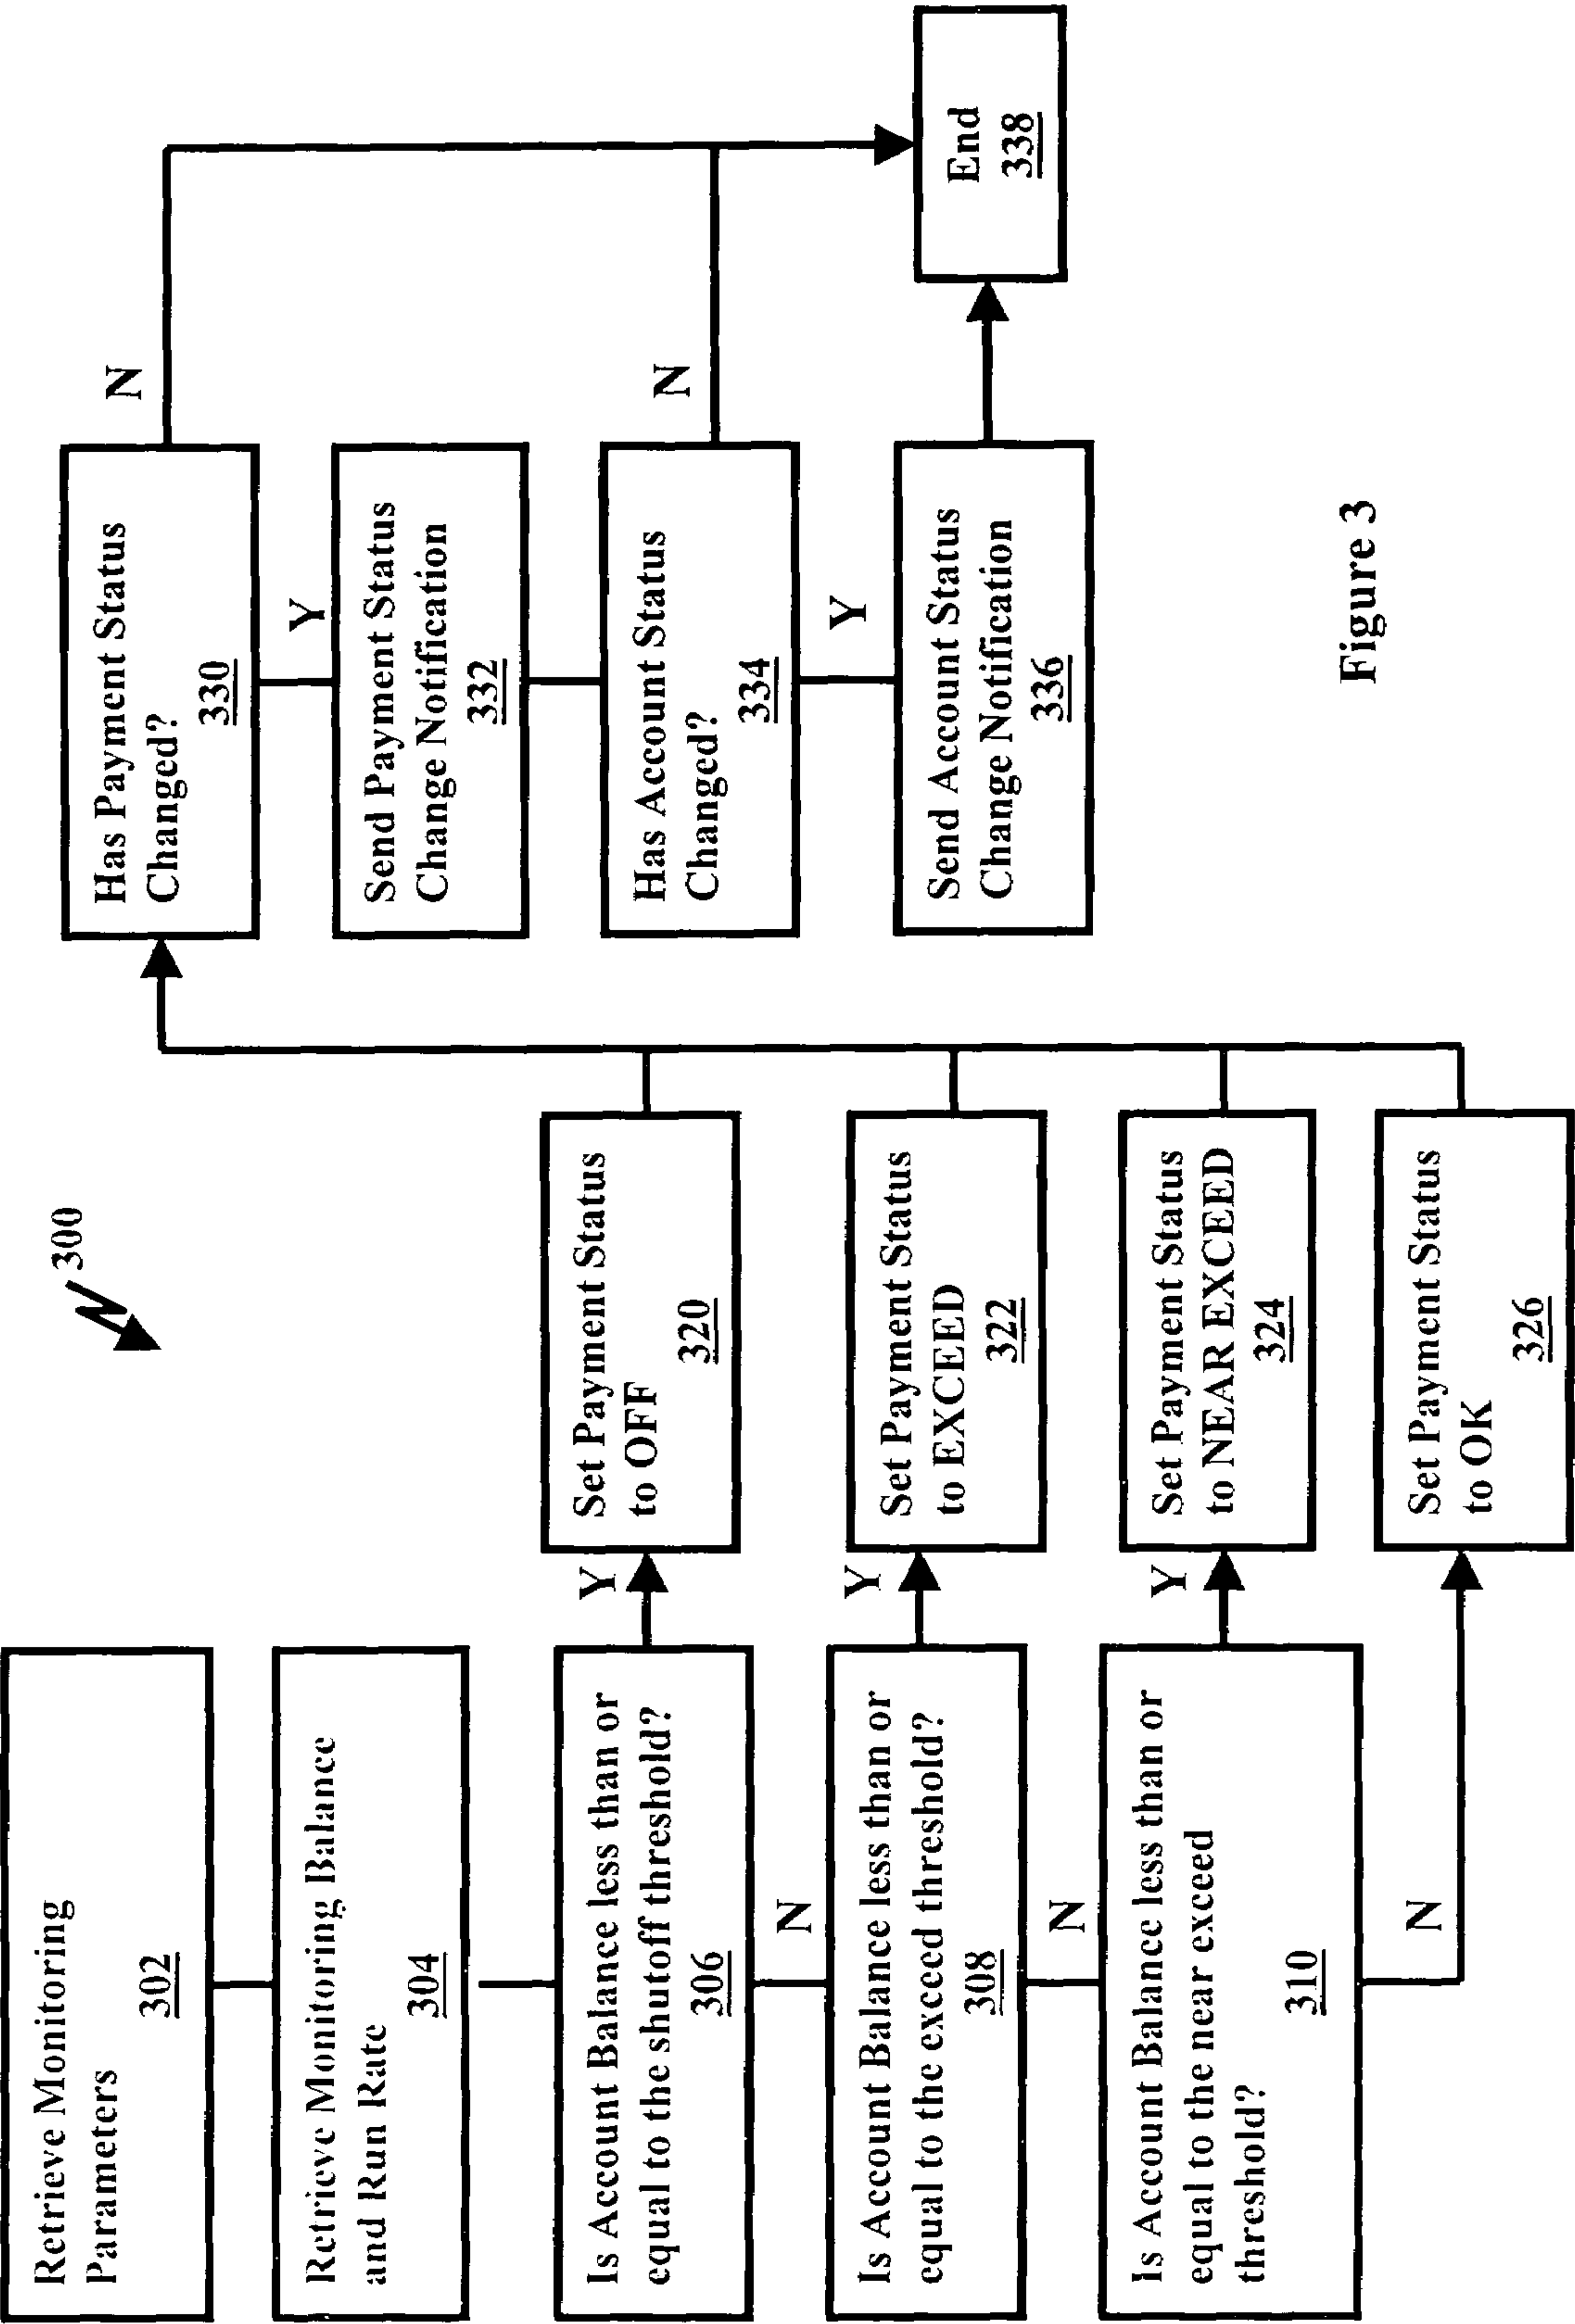 300
Retrieve Monitoring
Parameters
302
Retrieve Monitoring Balance
and Run Rate
304
Is Account Balance less than or
equal to the shutoff threshold?
306
Y
N
Is Account Balance less than or
equal to the exceed threshold?
308
Y
N
Is Account Balance less than or
equal to the near exceed
threshold?
310
Y
N
Set Payment Status
to OFF
320
Set Payment Status
to EXCEED
322
Set Payment Status
to NEAR EXCEED
324
Set Payment Status
to OK
326
Has Payment Status
Changed?
330
N
Y
Send Payment Status
Change Notification
332
Has Account Status
Changed?
334
N
Y
Send Account Status
Change Notification
336
End
338
Figure 3